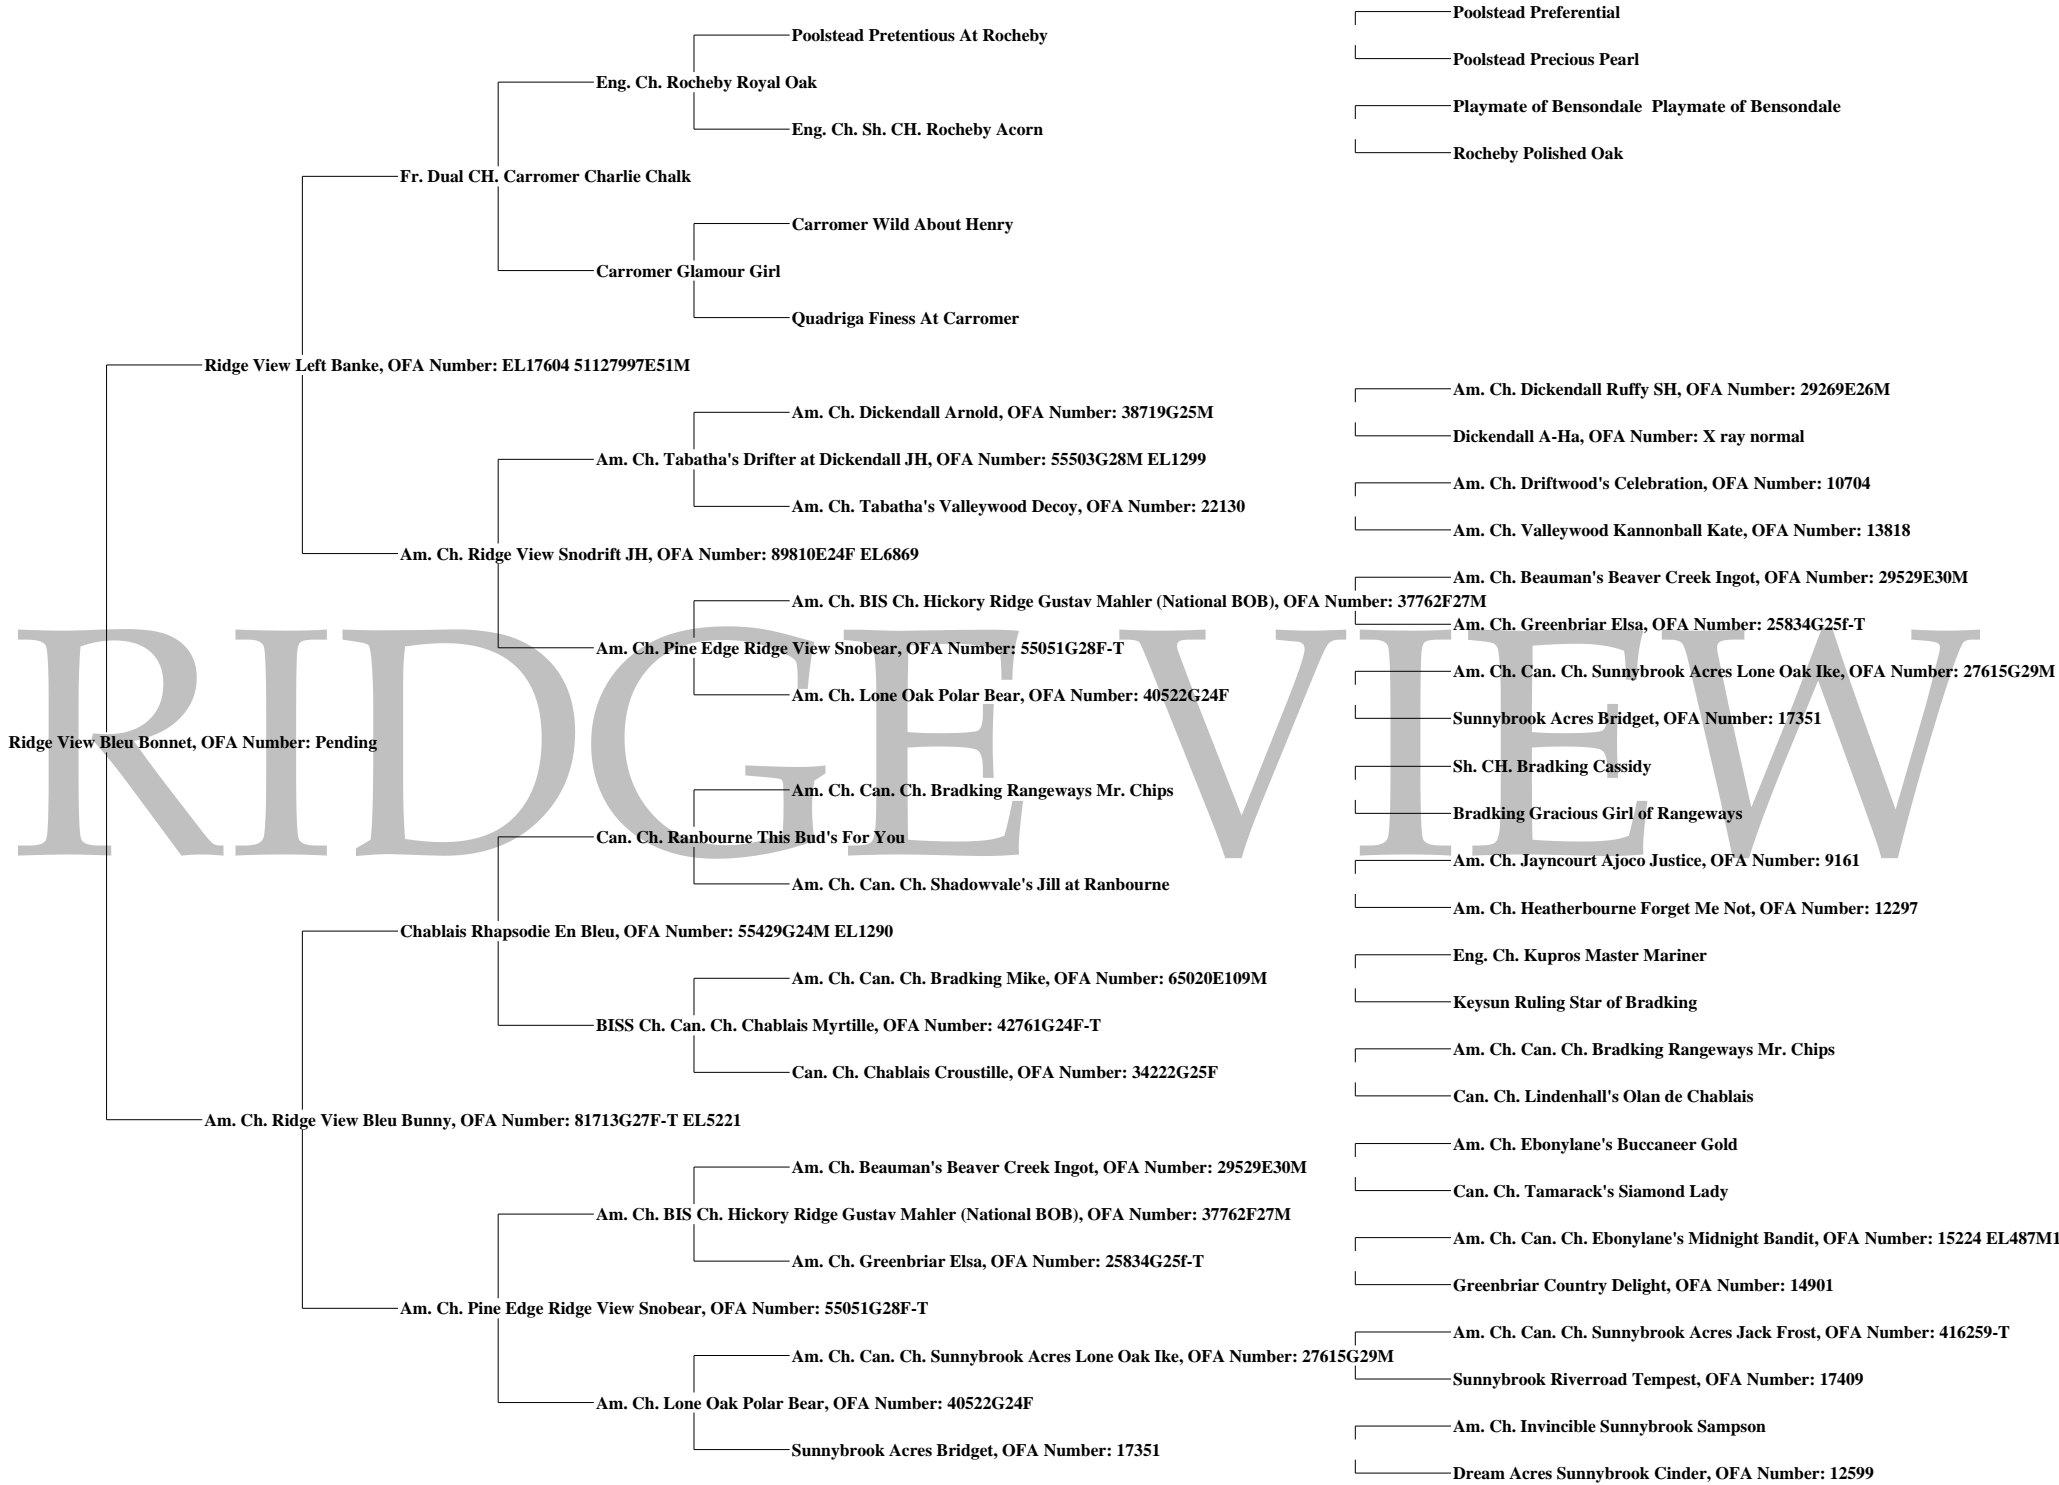 Poolstead Preferential
Poolstead Pretentious At Rocheby
Poolstead Precious Pearl
Eng. Ch. Rocheby Royal Oak
Playmate of Bensondale  Playmate of Bensondale
Eng. Ch. Sh. CH. Rocheby Acorn
Rocheby Polished Oak
Fr. Dual CH. Carromer Charlie Chalk
Carromer Wild About Henry
Carromer Glamour Girl
Quadriga Finess At Carromer
Ridge View Left Banke, OFA Number: EL17604 51127997E51M
Am. Ch. Dickendall Ruffy SH, OFA Number: 29269E26M
Am. Ch. Dickendall Arnold, OFA Number: 38719G25M
Dickendall A-Ha, OFA Number: X ray normal
Am. Ch. Tabatha's Drifter at Dickendall JH, OFA Number: 55503G28M EL1299
Am. Ch. Driftwood's Celebration, OFA Number: 10704
Am. Ch. Tabatha's Valleywood Decoy, OFA Number: 22130
Am. Ch. Valleywood Kannonball Kate, OFA Number: 13818
Am. Ch. Ridge View Snodrift JH, OFA Number: 89810E24F EL6869
Am. Ch. Beauman's Beaver Creek Ingot, OFA Number: 29529E30M
Am. Ch. BIS Ch. Hickory Ridge Gustav Mahler (National BOB), OFA Number: 37762F27M
Am. Ch. Greenbriar Elsa, OFA Number: 25834G25f-T
Am. Ch. Pine Edge Ridge View Snobear, OFA Number: 55051G28F-T
Am. Ch. Can. Ch. Sunnybrook Acres Lone Oak Ike, OFA Number: 27615G29M
Am. Ch. Lone Oak Polar Bear, OFA Number: 40522G24F
Sunnybrook Acres Bridget, OFA Number: 17351
RIDGE VIEW
Ridge View Bleu Bonnet, OFA Number: Pending
Sh. CH. Bradking Cassidy
Am. Ch. Can. Ch. Bradking Rangeways Mr. Chips
Bradking Gracious Girl of Rangeways
Can. Ch. Ranbourne This Bud's For You
Am. Ch. Jayncourt Ajoco Justice, OFA Number: 9161
Am. Ch. Can. Ch. Shadowvale's Jill at Ranbourne
Am. Ch. Heatherbourne Forget Me Not, OFA Number: 12297
Chablais Rhapsodie En Bleu, OFA Number: 55429G24M EL1290
Eng. Ch. Kupros Master Mariner
Am. Ch. Can. Ch. Bradking Mike, OFA Number: 65020E109M
Keysun Ruling Star of Bradking
BISS Ch. Can. Ch. Chablais Myrtille, OFA Number: 42761G24F-T
Am. Ch. Can. Ch. Bradking Rangeways Mr. Chips
Can. Ch. Chablais Croustille, OFA Number: 34222G25F
Can. Ch. Lindenhall's Olan de Chablais
Am. Ch. Ridge View Bleu Bunny, OFA Number: 81713G27F-T EL5221
Am. Ch. Ebonylane's Buccaneer Gold
Am. Ch. Beauman's Beaver Creek Ingot, OFA Number: 29529E30M
Can. Ch. Tamarack's Siamond Lady
Am. Ch. BIS Ch. Hickory Ridge Gustav Mahler (National BOB), OFA Number: 37762F27M
Am. Ch. Can. Ch. Ebonylane's Midnight Bandit, OFA Number: 15224 EL487M1
Am. Ch. Greenbriar Elsa, OFA Number: 25834G25f-T
Greenbriar Country Delight, OFA Number: 14901
Am. Ch. Pine Edge Ridge View Snobear, OFA Number: 55051G28F-T
Am. Ch. Can. Ch. Sunnybrook Acres Jack Frost, OFA Number: 416259-T
Am. Ch. Can. Ch. Sunnybrook Acres Lone Oak Ike, OFA Number: 27615G29M
Sunnybrook Riverroad Tempest, OFA Number: 17409
Am. Ch. Lone Oak Polar Bear, OFA Number: 40522G24F
Am. Ch. Invincible Sunnybrook Sampson
Sunnybrook Acres Bridget, OFA Number: 17351
Dream Acres Sunnybrook Cinder, OFA Number: 12599